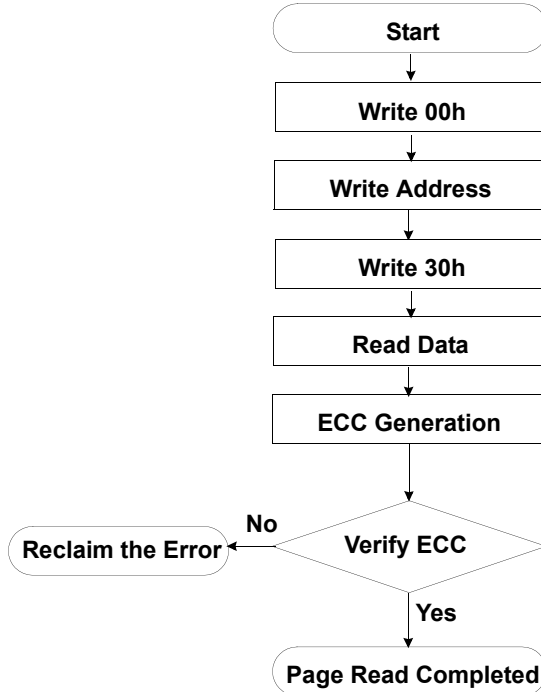 Start
Write 00h
Write Address
Write 30h
Read Data
ECC Generation
No
Reclaim the Error
Verify ECC
Yes
Page Read Completed